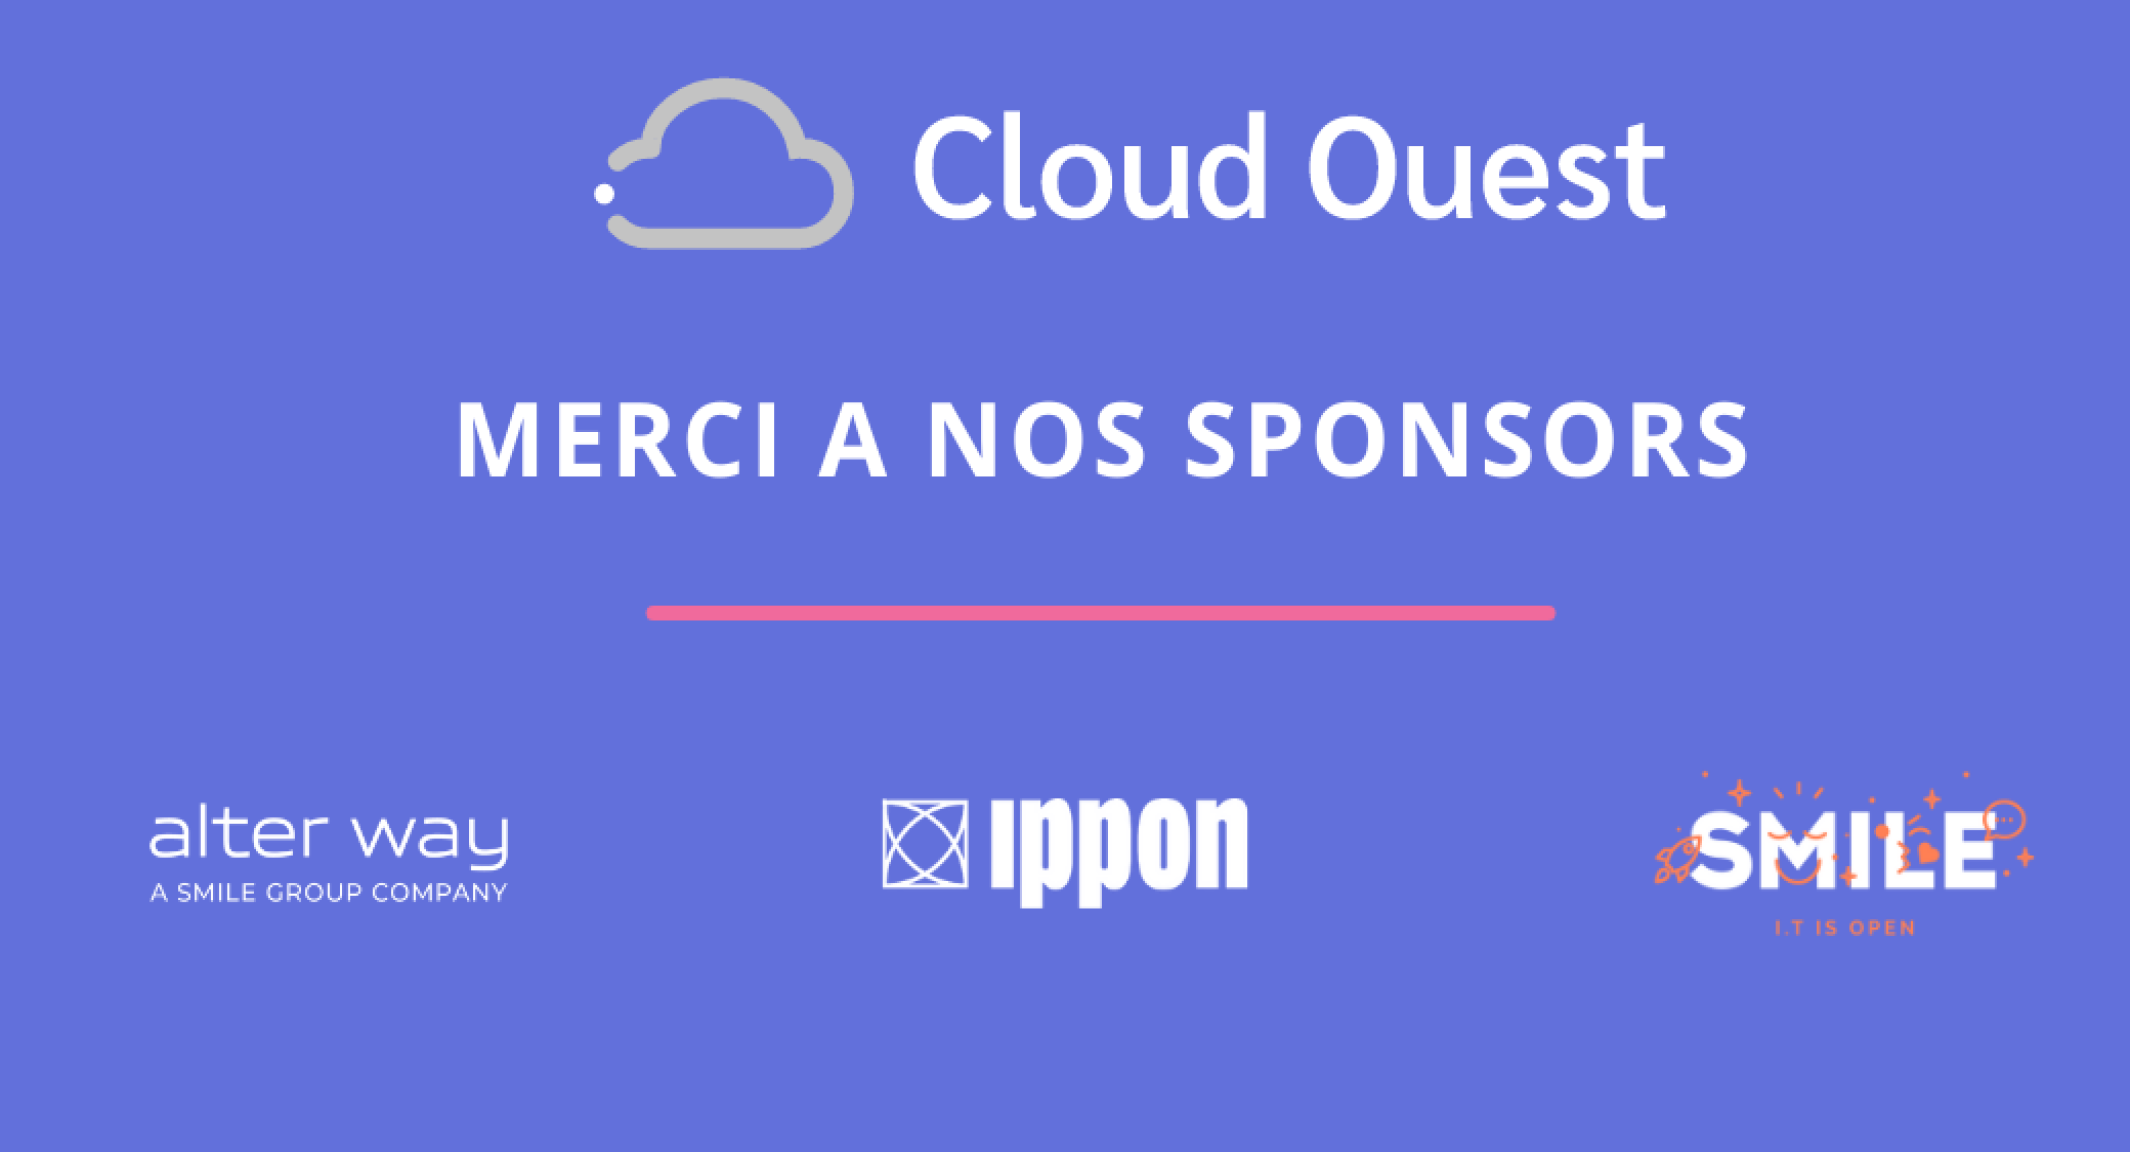 Cloud Ouest
MERCI A NOS SPONSORS
alter way
A SMILE GROUP COMPANY
ippon
SMILE
I.T IS OPEN